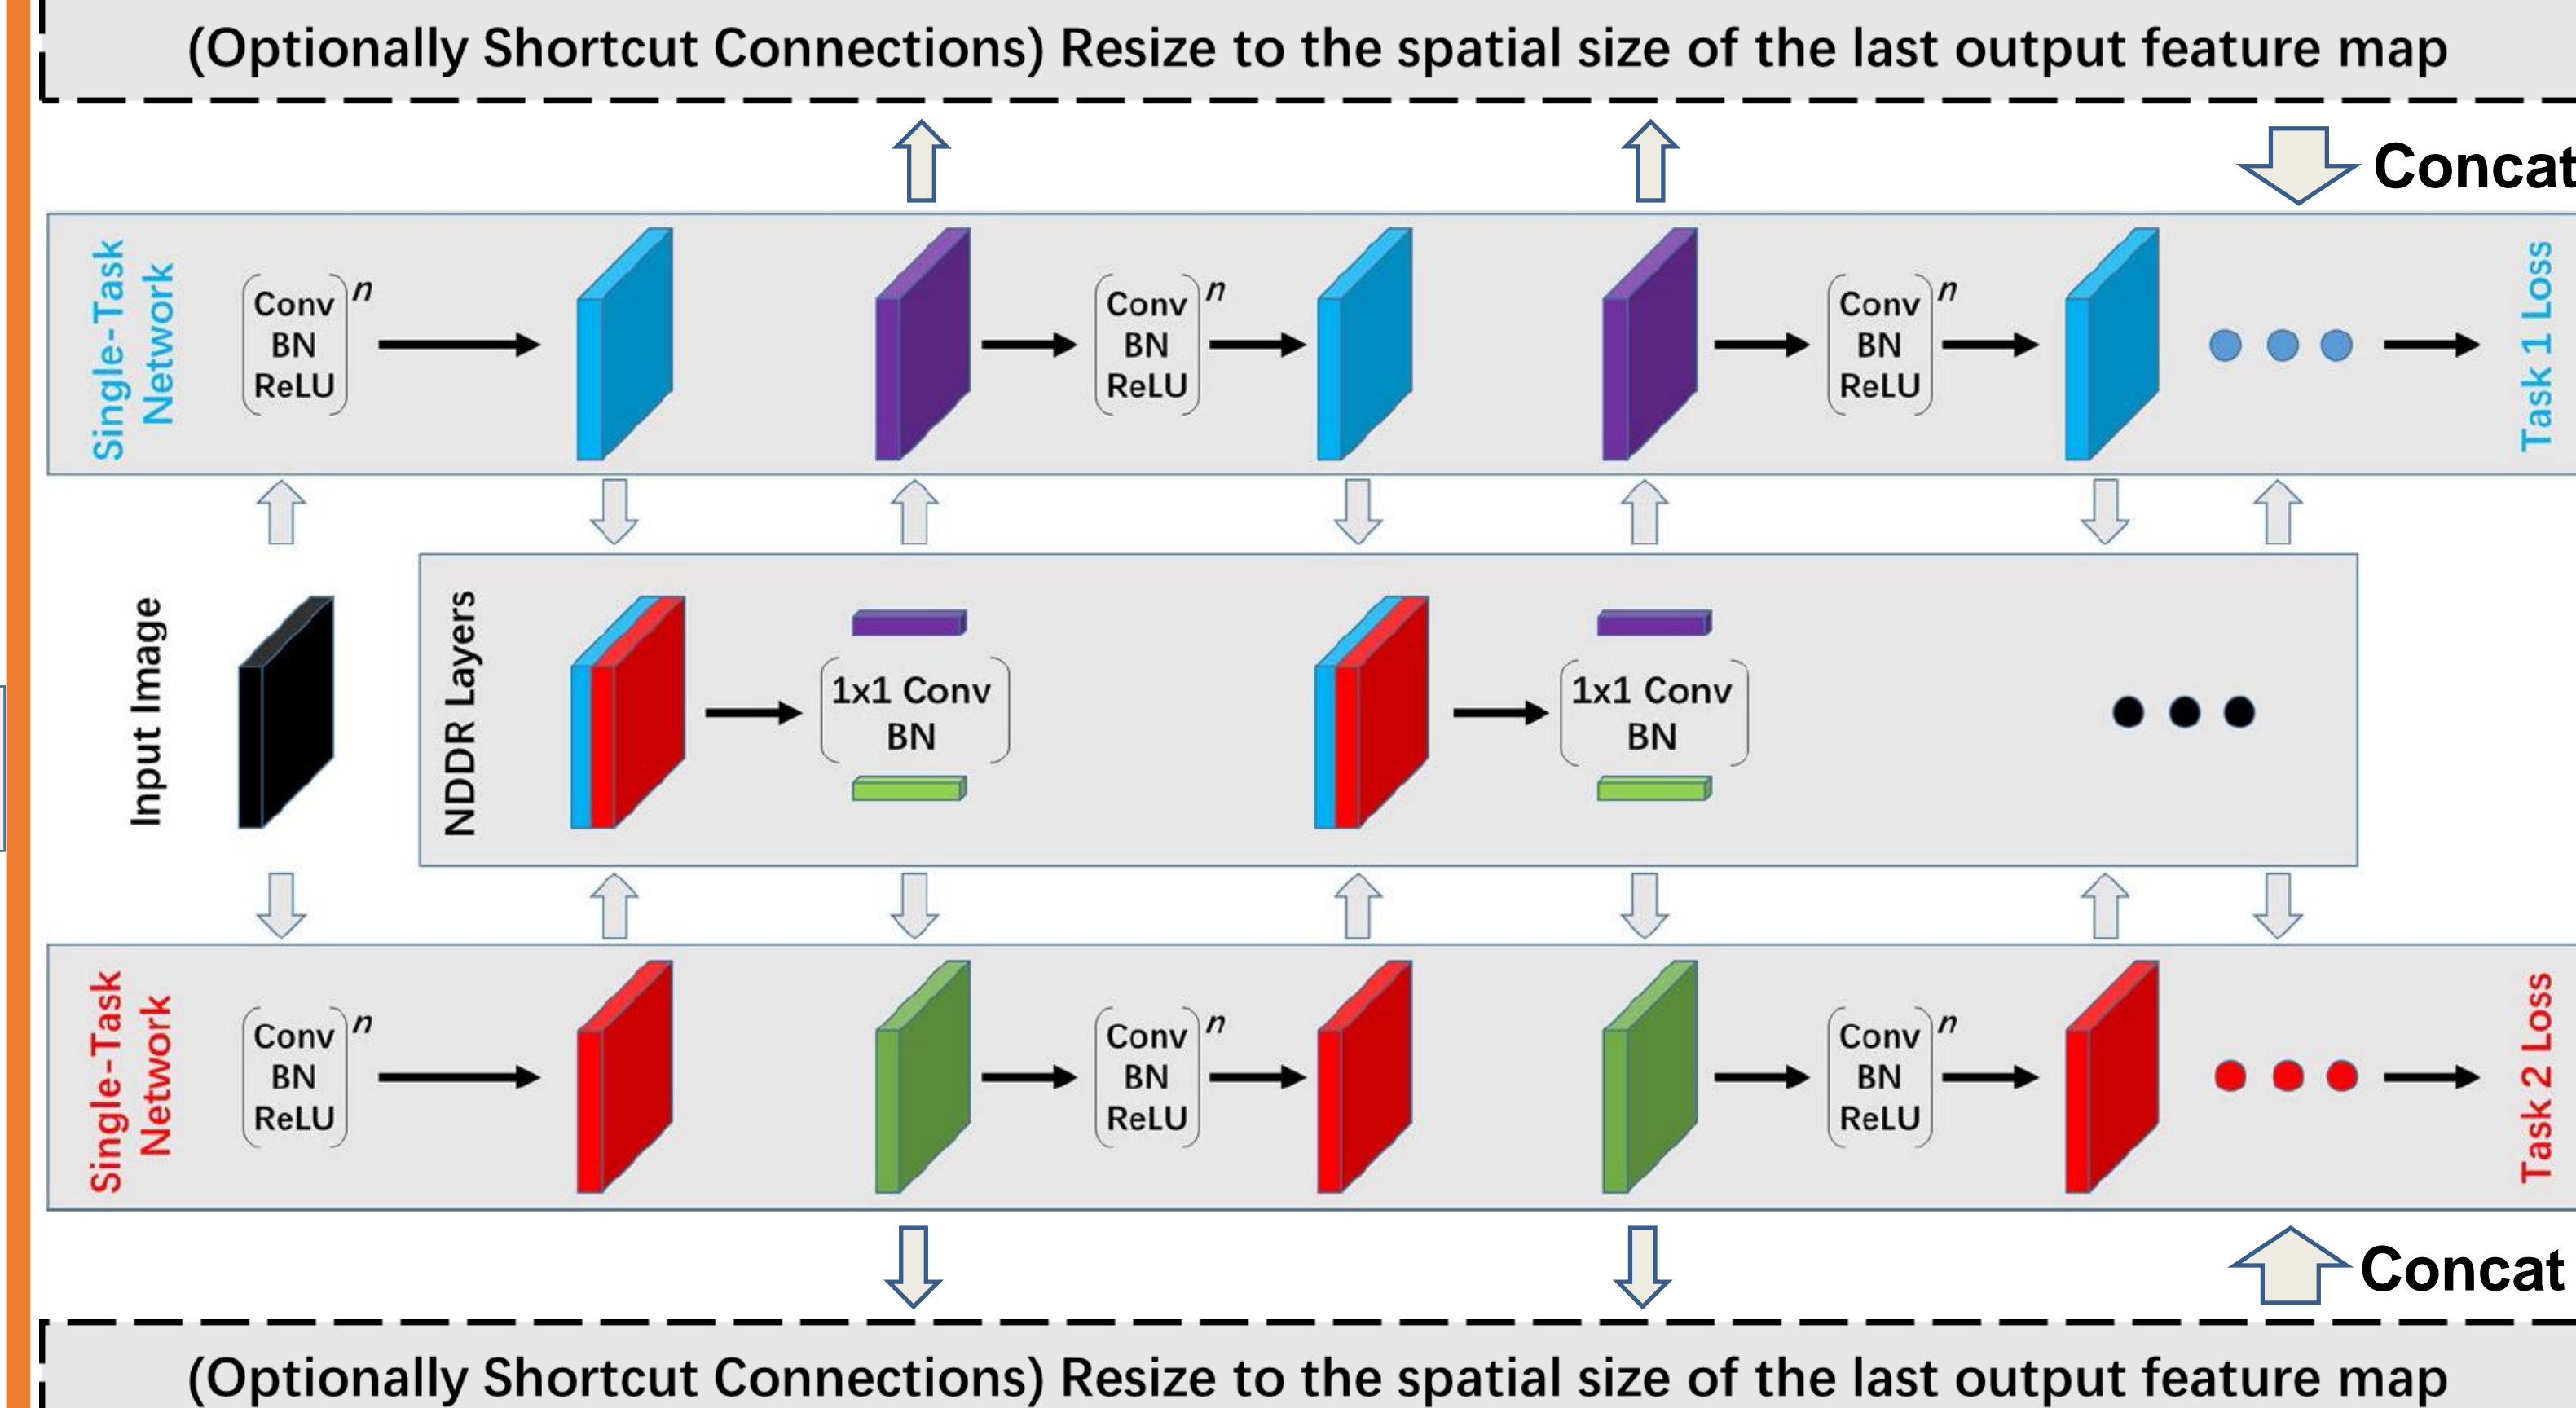 (Optionally Shortcut Connections) Resize to the spatial size of the last output feature map
Concat
Single-Task
Network
Conv
BN
ReLU
n
Conv
BN
ReLU
n
Conv
BN
ReLU
n
Task 1 Loss
Input Image
NDDR Layers
1x1 Conv
BN
1x1 Conv
BN
Single-Task
Network
Conv
BN
ReLU
n
Conv
BN
ReLU
n
Conv
BN
ReLU
n
Task 2 Loss
Concat
(Optionally Shortcut Connections) Resize to the spatial size of the last output feature map